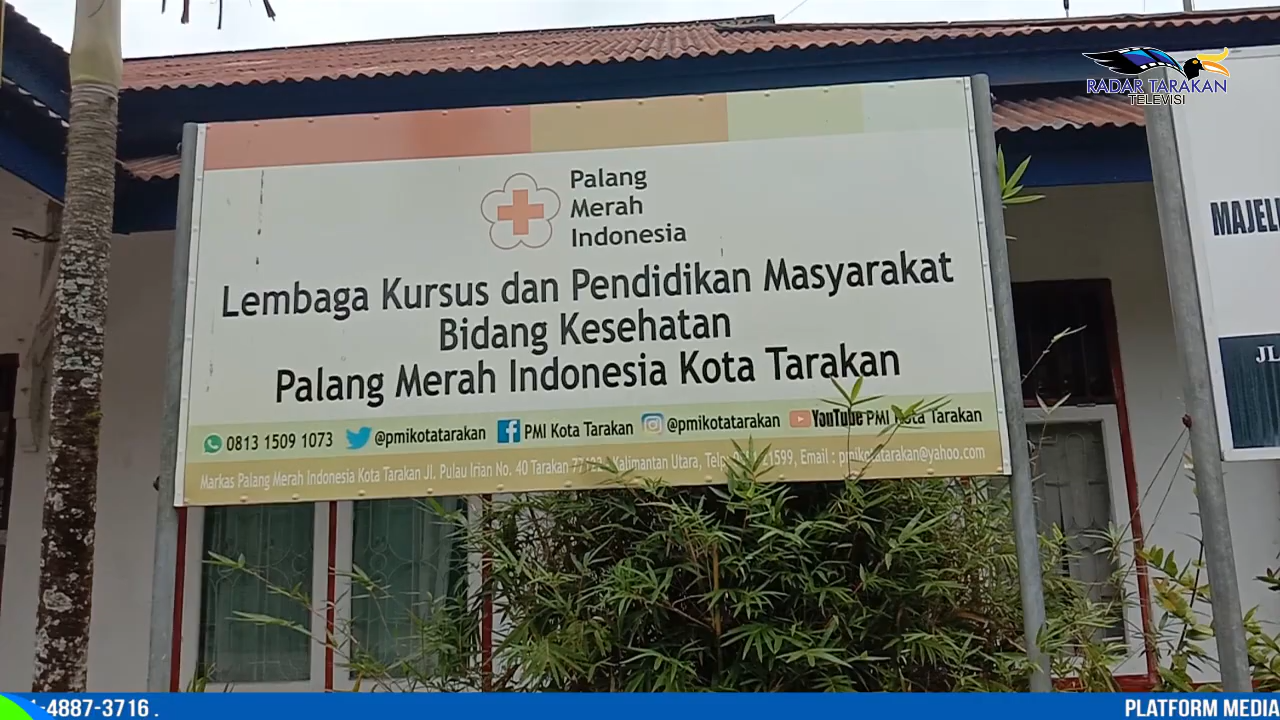 RADAR TARAKAN
TELEVISI
Palang
Merah
Indonesia
Lembaga Kursus dan Pendidikan Masyarakat
Bidang Kesehatan
Palang Merah Indonesia Kota Tarakan
0813 1509 1073 @pmikotatarakan PMI Kota Tarakan @pmikotatarakan YouTube PMI Kota Tarakan
Markas Palang Merah Indonesia Kota Tarakan Jl. Pulau Irian No. 40 Tarakan Kalimantan Utara, Telp. 21599, Email : pmikotatarakan@yahoo.com
JL
-4887-3716 .
PLATFORM MEDIA